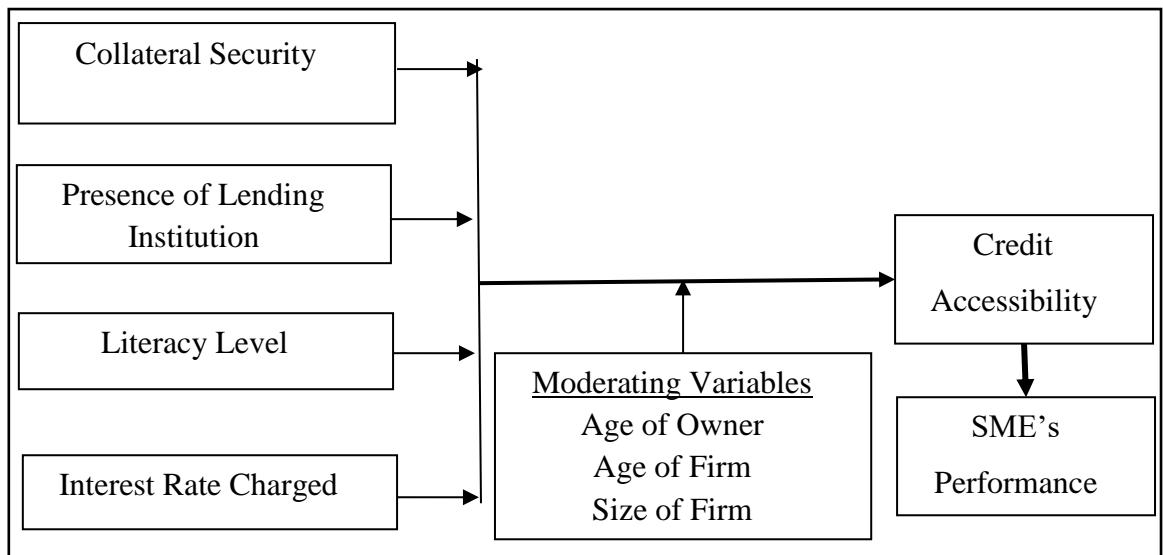 Collateral Security
Presence of Lending
Institution
Literacy Level
Interest Rate Charged
Moderating Variables
Age of Owner
Age of Firm
Size of Firm
Credit
Accessibility
SME’s
Performance